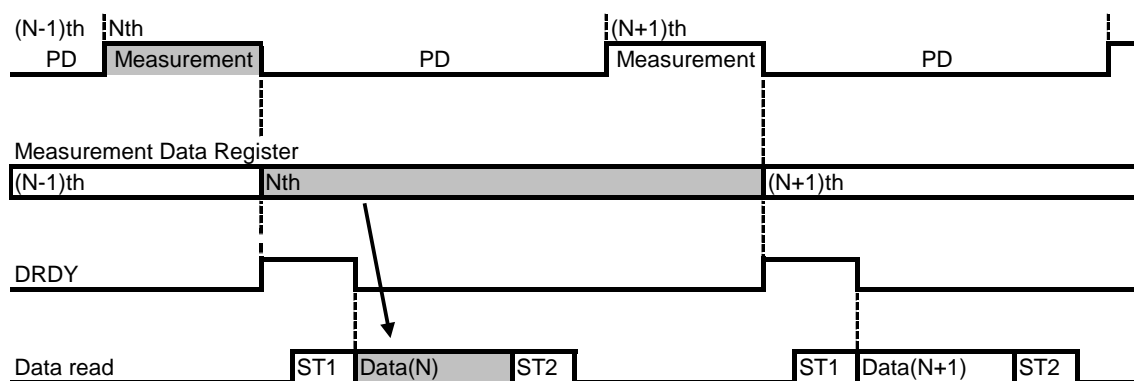 (N-1)th Nth (N+1)th
PD Measurement PD Measurement PD
Measurement Data Register
(N-1)th Nth (N+1)th
DRDY
Data read ST1 Data(N) ST2 ST1 Data(N+1) ST2